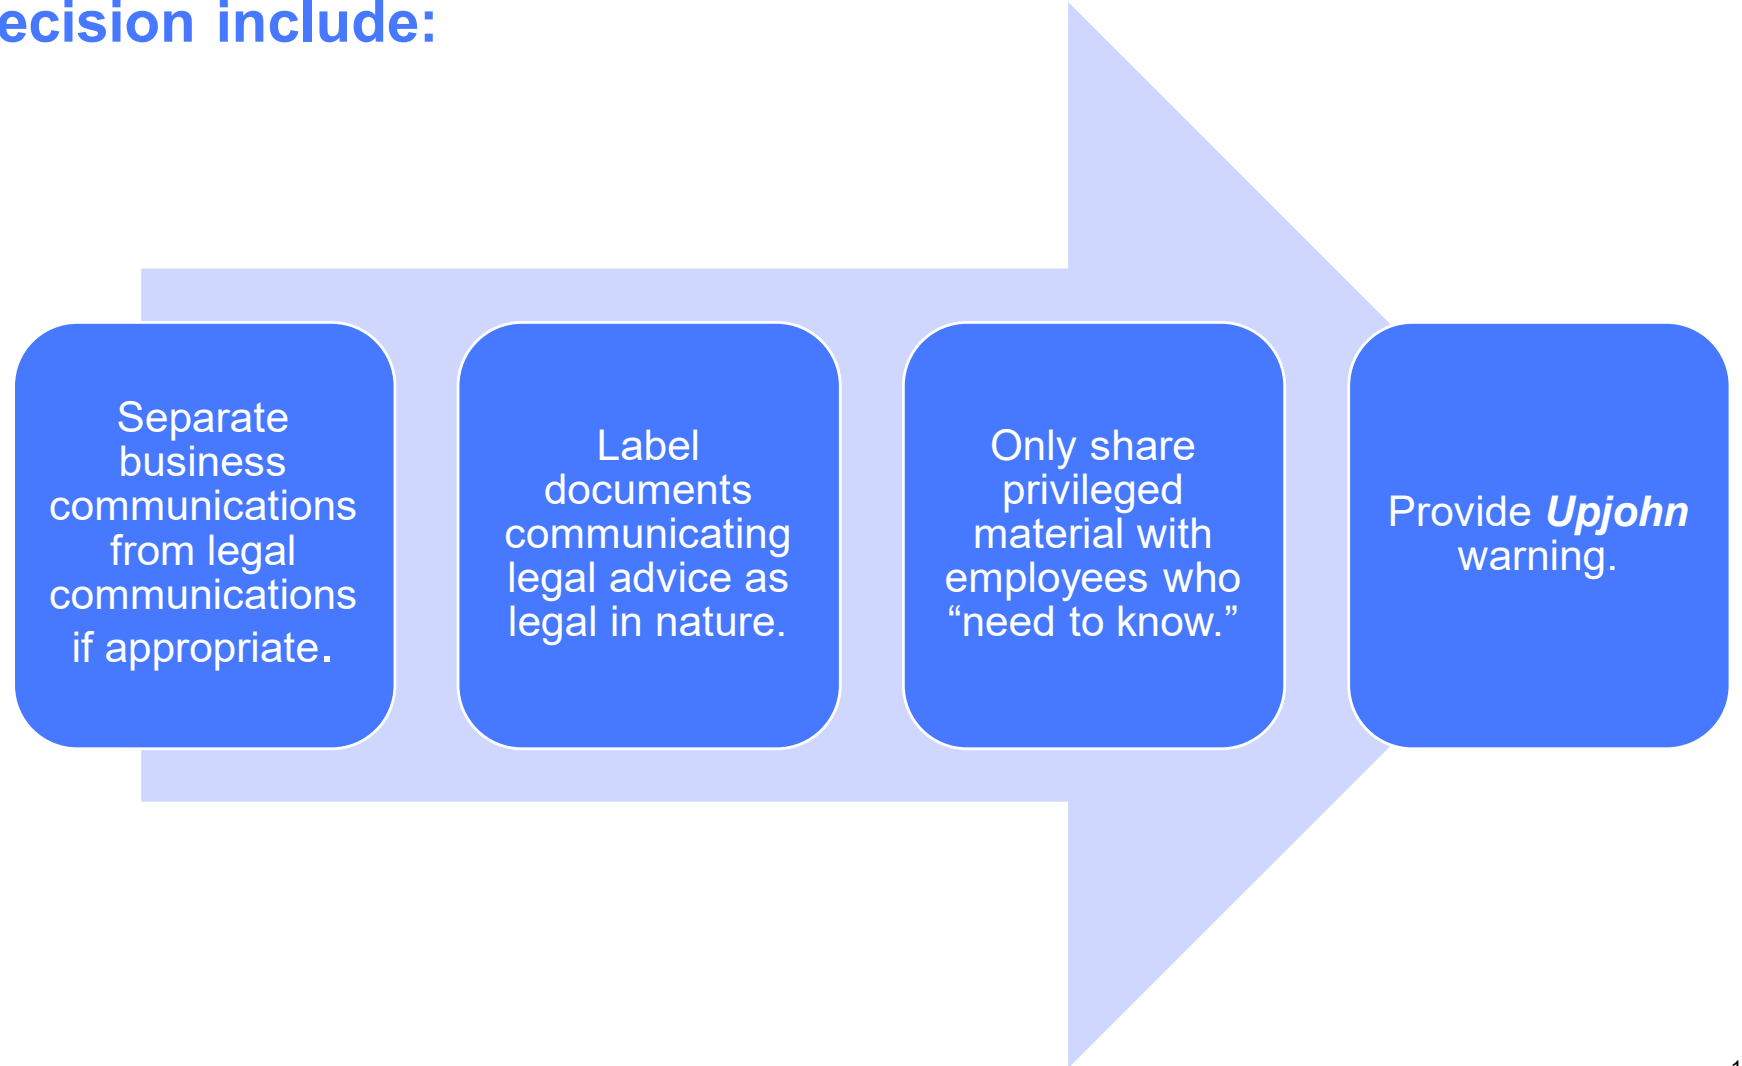 ecision include:
Separate
business
communications
from legal
communications
if appropriate.
Label
documents
communicating
legal advice as
legal in nature.
Only share
privileged
material with
employees who
“need to know.”
Provide Upjohn
warning.